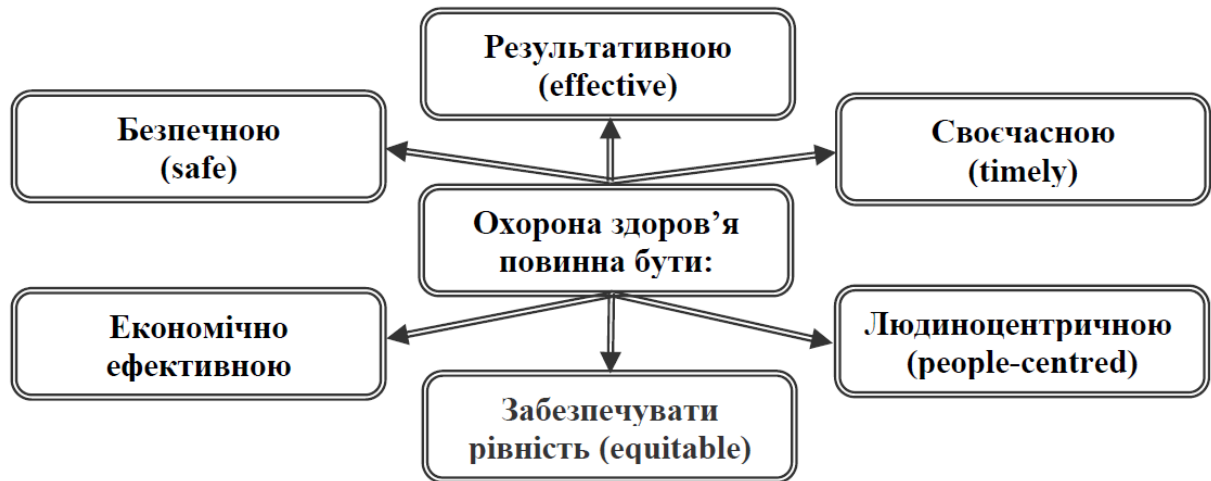 Результативною
(effective)
Безпечною
(safe)
Своєчасною
(timely)
Охорона здоров’я
повинна бути:
Економічно
ефективною
Людиноцентричною
(people-centred)
Забезпечувати
рівність (equitable)